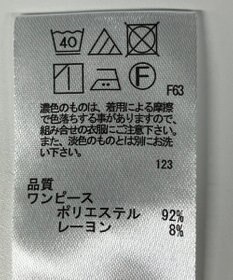 40
F
F63
濃色のものは、着用による摩擦
で色落ちする事がありますので、
組み合せの衣服にご注意下さい。
また、淡色のものとは別にお洗
い下さい。
123
品質
ワンピース
ポリエステル 92%
レーヨン 8%